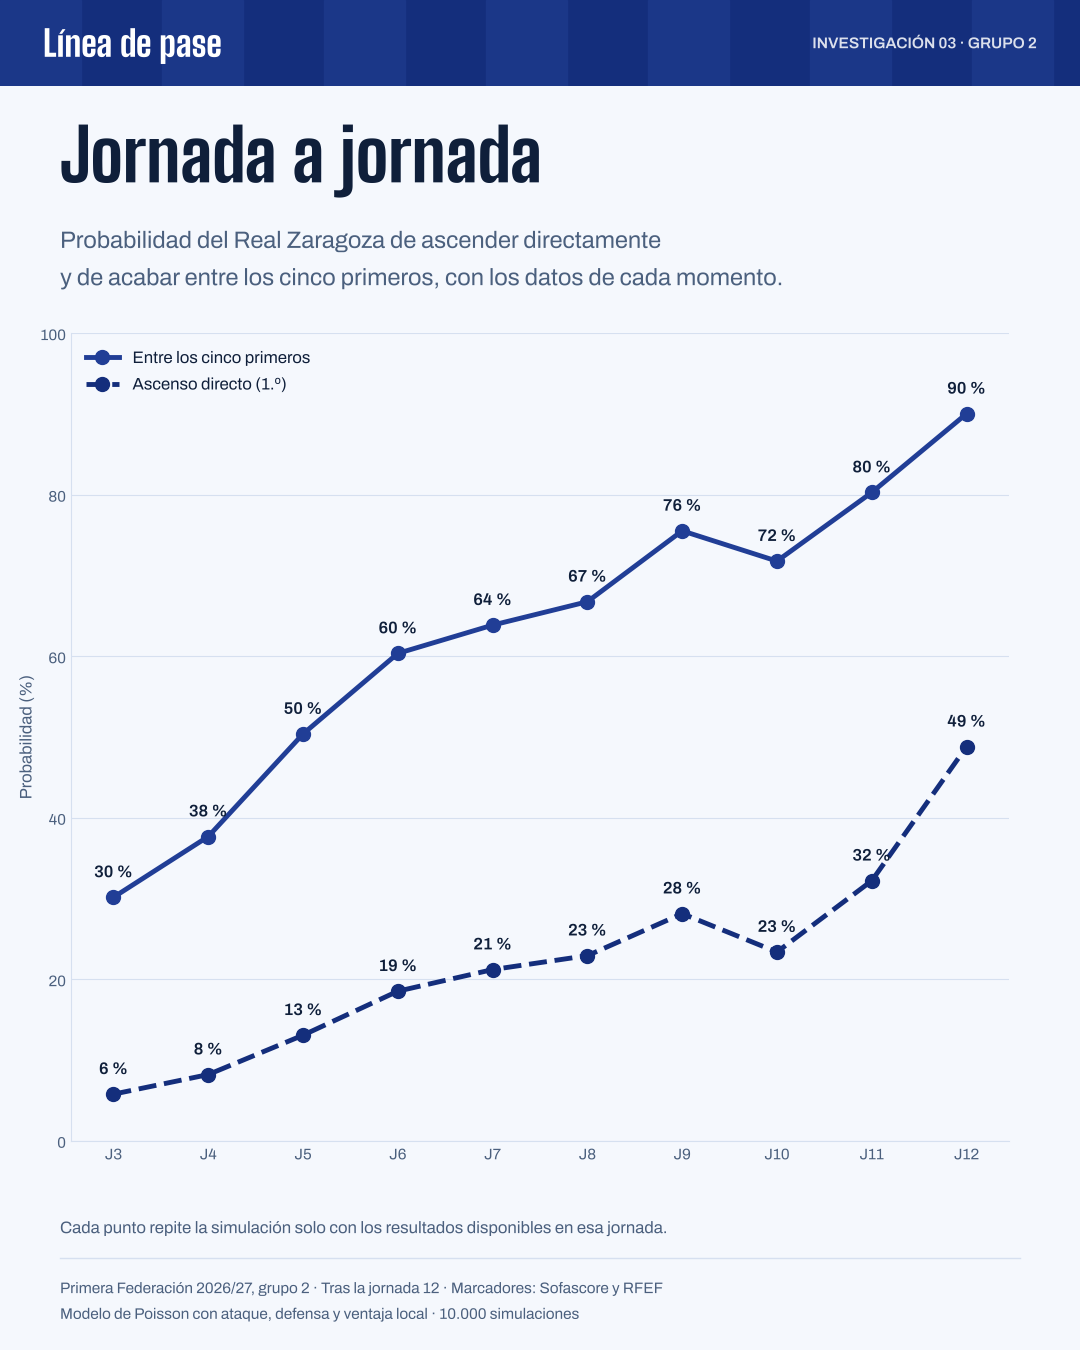 Línea de pase
INVESTIGACIÓN 03 · GRUPO 2
Jornada a jornada
Probabilidad del Real Zaragoza de ascender directamente
y de acabar entre los cinco primeros, con los datos de cada momento.
Entre los cinco primeros
Ascenso directo (1.º)
Probabilidad (%)
100
80
60
40
20
0
30 %
38 %
50 %
60 %
64 %
67 %
76 %
72 %
80 %
90 %
6 %
8 %
13 %
19 %
21 %
23 %
28 %
23 %
32 %
49 %
J3
J4
J5
J6
J7
J8
J9
J10
J11
J12
Cada punto repite la simulación solo con los resultados disponibles en esa jornada.
Primera Federación 2026/27, grupo 2 · Tras la jornada 12 · Marcadores: Sofascore y RFEF
Modelo de Poisson con ataque, defensa y ventaja local · 10.000 simulaciones